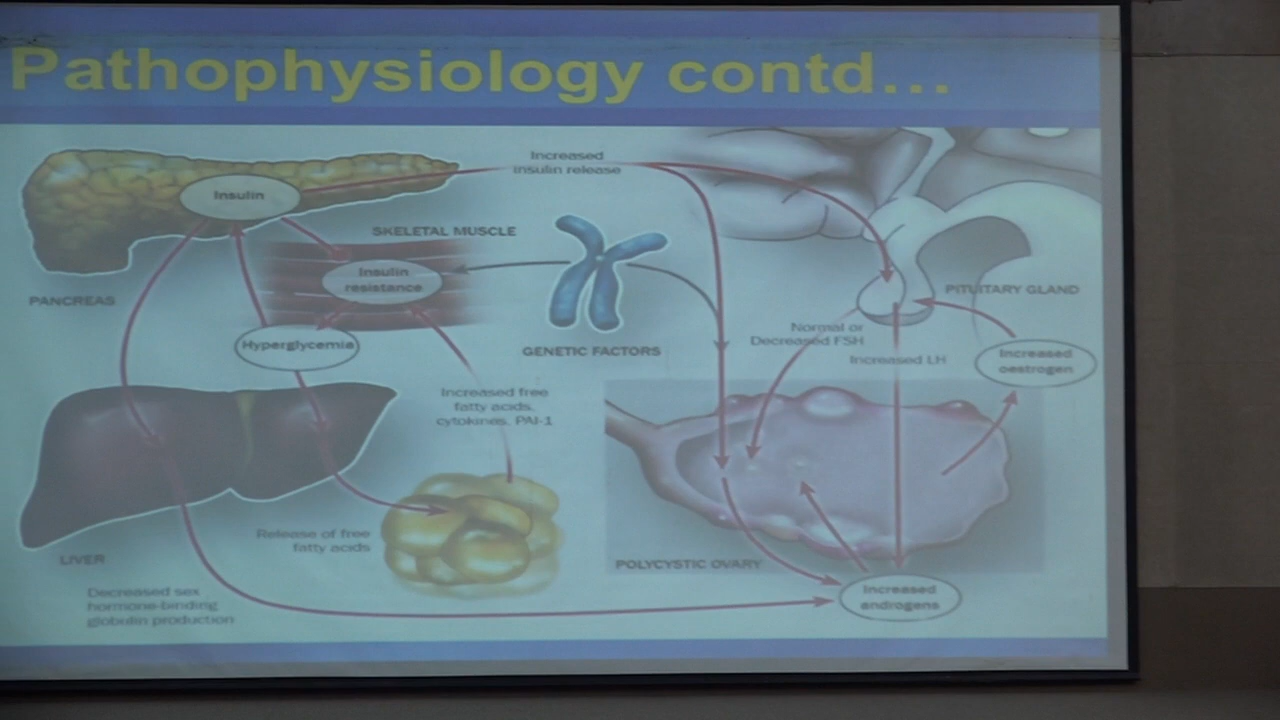 Pathophysiology contd...
Increased
insulin release
Insulin
SKELETAL MUSCLE
Insulin
resistance
PANCREAS
PITUITARY GLAND
Hyperglycemia
GENETIC FACTORS
Normal or
Decreased FSH
Increased LH
Increased
oestrogen
Increased free
fatty acids,
cytokines, PAI-1
Release of free
fatty acids
LIVER
POLYCYSTIC OVARY
Decreased sex
hormone-binding
globulin production
Increased
androgens